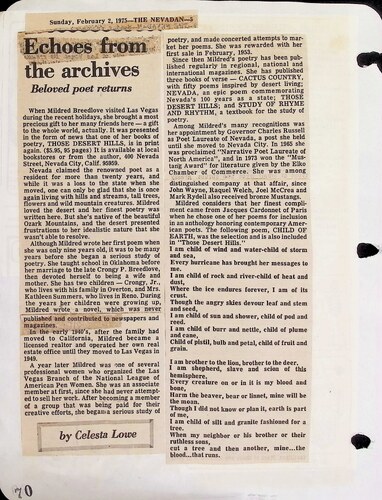 Sunday, February 2, 1975—THE NEVADAN—5
Echoes from
the archives
Beloved poet returns
When Mildred Breedlove visited Las Vegas
during the recent holidays, she brought a most
precious gift to her many friends here — a gift
to the whole world, actually. It was presented
in the form of news that one of her books of
poetry, THOSE DESERT HILLS, is in print
again. ($5.95, 95 pages) It is available at local
bookstores or from the author, 400 Nevada
Street, Nevada City, Calif. 95959.
Nevada claimed the renowned poet as a
resident for more than twenty years, and
while it was a loss to the state when she
moved, one can only be glad that she is once
again living with hills and streams, tall trees,
flowers and wild mountain creatures. Mildred
loved the desert and her finest poetry was
written here. But she's native of the beautiful
Ozark Mountains, and the desert presented
frustrations to her idealistic nature that she
wasn't able to resolve.
Although Mildred wrote her first poem when
she was only nine years old, it was to be many
years before she began a serious study of
poetry. She taught school in Oklahoma before
her marriage to the late Crongy P. Breedlove,
then devoted herself to being a wife and
mother. She has two children — Crongy, Jr.,
who lives with his family in Overton, and Mrs.
Kathleen Summers, who lives in Reno. During
the years her children were growing up,
Mildred wrote a novel, which was never
published and contributed to newspapers and
magazines.
In the early 1940's, after the family had
moved to California, Mildred became a
licensed realtor and operated her own real
estate office until they moved to Las Vegas in
1949.
A year later Mildred was one of several
professional women who organized the Las
Vegas Branch of the National League of
American Pen Women. She was an associate
member at first, since she had never attempt-
ed to sell her work. After becoming a member
of a group that was being paid for their
creative efforts, she began a serious study of
by Celesta Lowe
poetry, and made concerted attempts to mar-
ket her poems. She was rewarded with her
first sale in February, 1953.
Since then Mildred's poetry has been
published regularly in regional, national and
international magazines. She has published
three books of verse — CACTUS COUNTRY,
with fifty poems inspired by the desert living;
NEVADA, an epic poem commemorating
Nevada's 100 years as a state; THOSE
DESERT HILLS; and STUDY OF RHYME
AND RHYTHM, a textbook for the study of
poetry.
Among Mildred's many recognitions was
her appointment by Governor Charles Russell
as Poet Laureate of Nevada, a post she held
until she moved to Nevada City. In 1965 she
was proclaimed "Narrative Poet Laureate of
North America", and in 1973 won the "Mus-
tang Award" for literature given by the Elko
Chamber of Commerce. She was among
distinguished company at that affair, since
John Wayne, Raquel Welch, Joel McCrea and
Mark Rydell also received bronze Mustangs.
Mildred considers that her finest compli-
ment came from Jacques Cardonnet of Paris
when he chose one of her poems for inclusion
in an anthology honoring contemporary Amer-
ican poets. The following poem, CHILD OF
EARTH, was the selection and is also included
in "Those Desert Hills."
I am child of wind and water-child of storm
and sea,
Every hurricane has brought her messages to
me.
I am child of rock and river-child of heat and
dust,
Where the ice endures forever, I am of its
crust.
Though the angry skies devour leaf and stem
and seed,
I am child of sun and shower, child of pod and
reed.
I am child of burr and nettle, child of plume
and cane,
Child of pistil, bulb and petal, child of fruit and
grain.
I am brother to the lion, brother to the deer,
I am shepherd, slave and scion of this
hemisphere.
Every creature on or in it is my blood and
bone,
Harm the beaver, bear or linnet, mine will be
the moan.
Though I did not know or plan it, earth is part
of me,
I am child of silt and granite fashioned for a
tree.
When my neighbor or his brother their
ruthless sons,
cut a tree and then another, mine...the
blood...that runs.
70